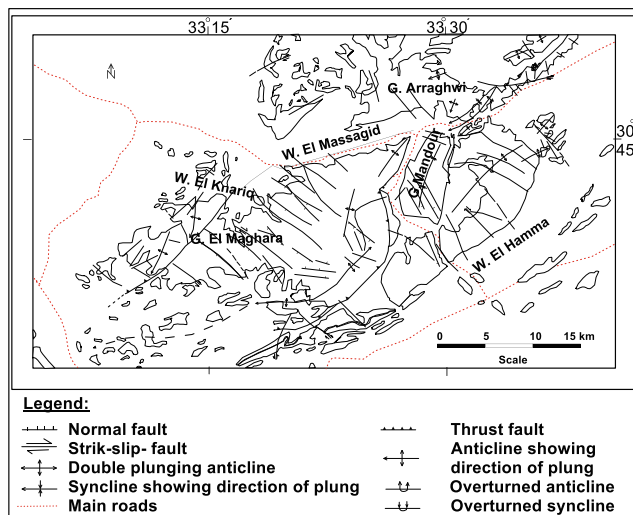 33 15´
33 30´
N
G. Arraghwi
30°
45´
W. El Massagid
G.Mandour
W. El Knarid
G. El Maghara
W. El Hamma
0 5 10 15 km
Scale
Legend:
Normal fault
Strik-slip- fault
Double plunging anticline
Syncline showing direction of plung
Main roads
Thrust fault
Anticline showing
direction of plung
Overturned anticline
Overturned syncline